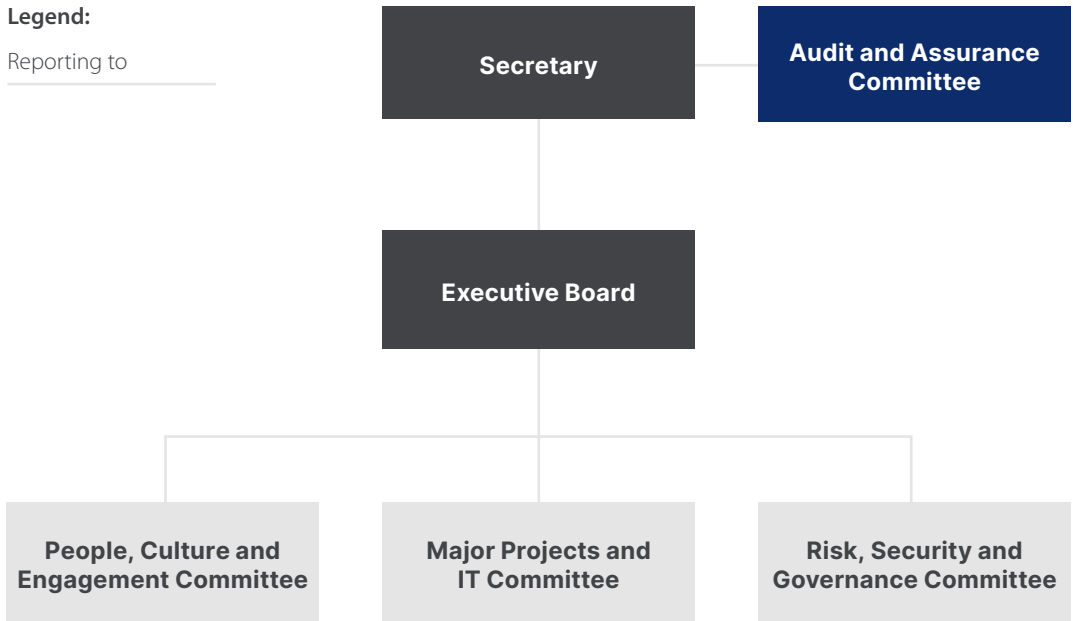 Legend:
Reporting to
Secretary
Audit and Assurance
Committee
Executive Board
People, Culture and
Engagement Committee
Major Projects and
IT Committee
Risk, Security and
Governance Committee